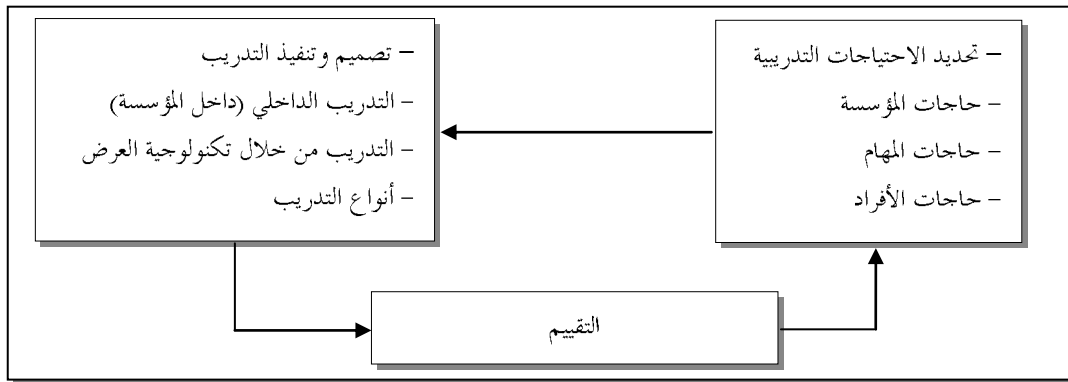 – تحديد الاحتياجات التدريبية
– حاجات المؤسسة
– حاجات المهام
– حاجات الأفراد
– تصميم وتنفيذ التدريب
– التدريب الداخلي (داخل المؤسسة)
– التدريب من خلال تكنولوجية العرض
– أنواع التدريب
التقييم